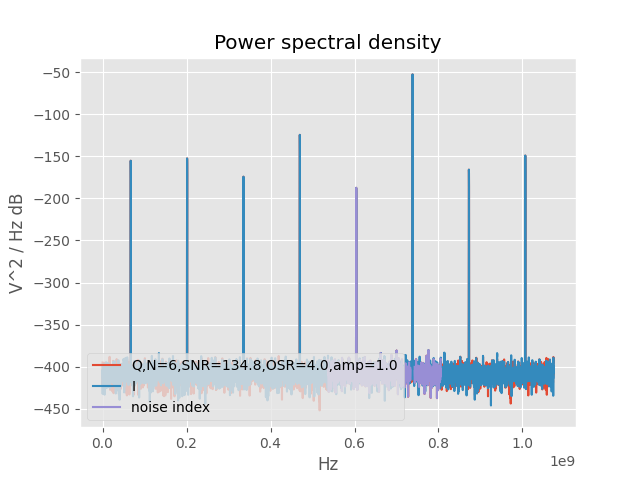 Power spectral density
V^2 / Hz dB
−50
−100
−150
−200
−250
−300
−350
−400
−450
Q,N=6,SNR=134.8,OSR=4.0,amp=1.0
I
noise index
0.0
0.2
0.4
0.6
0.8
1.0
1e9
Hz